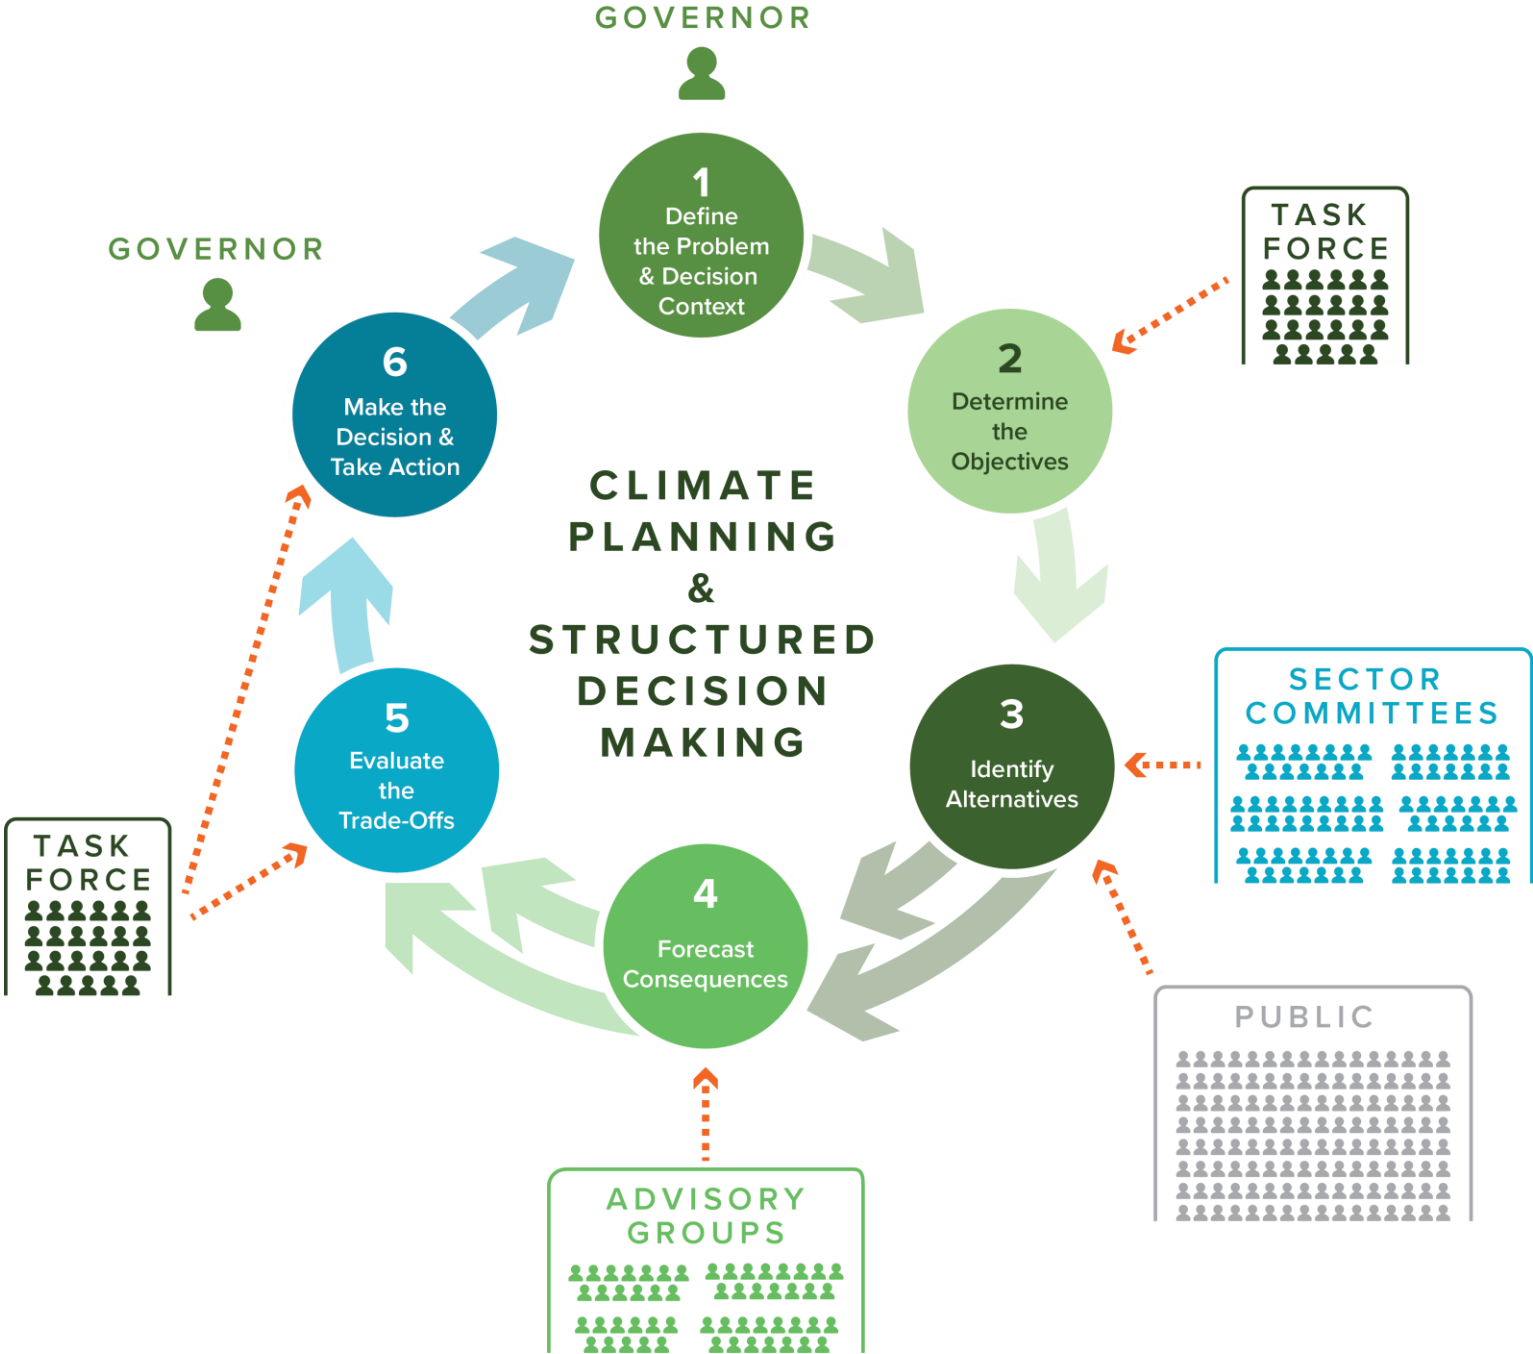 GOVERNOR
1
Define
the Problem
& Decision
Context
TASK
FORCE
GOVERNOR
2
Determine
the
Objectives
6
Make the
Decision &
Take Action
CLIMATE
PLANNING
&
STRUCTURED
DECISION
MAKING
3
Identify
Alternatives
SECTOR
COMMITTEES
5
Evaluate
the
Trade-Offs
TASK
FORCE
4
Forecast
Consequences
PUBLIC
ADVISORY
GROUPS